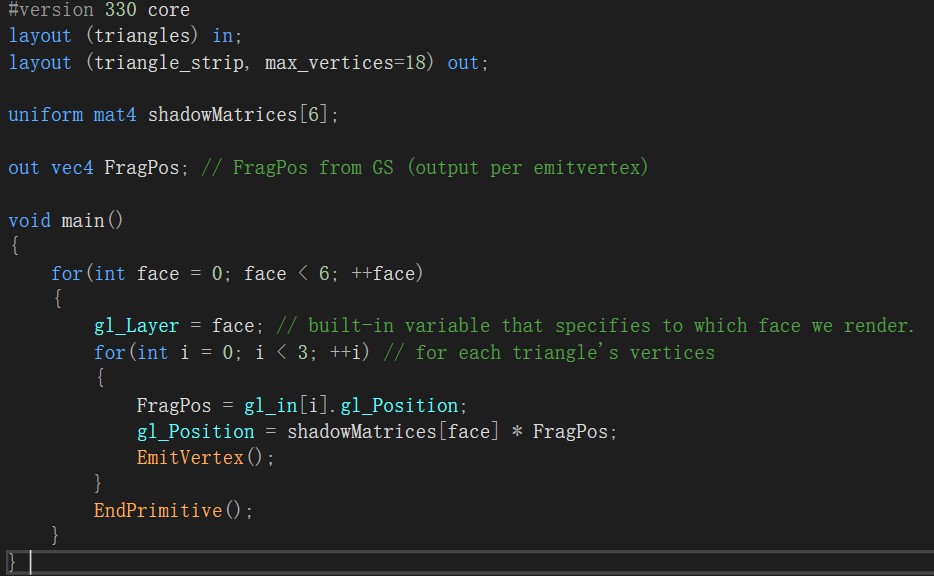 #version 330 core
layout (triangles) in;
layout (triangle_strip, max_vertices=18) out;
uniform mat4 shadowMatrices[6];
out vec4 FragPos; // FragPos from GS (output per emitvertex)
void main()
{
    for(int face = 0; face < 6; ++face)
    {
        gl_Layer = face; // built-in variable that specifies to which face we render.
        for(int i = 0; i < 3; ++i) // for each triangle's vertices
        {
            FragPos = gl_in[i].gl_Position;
            gl_Position = shadowMatrices[face] * FragPos;
            EmitVertex();
        }
        EndPrimitive();
    }
}